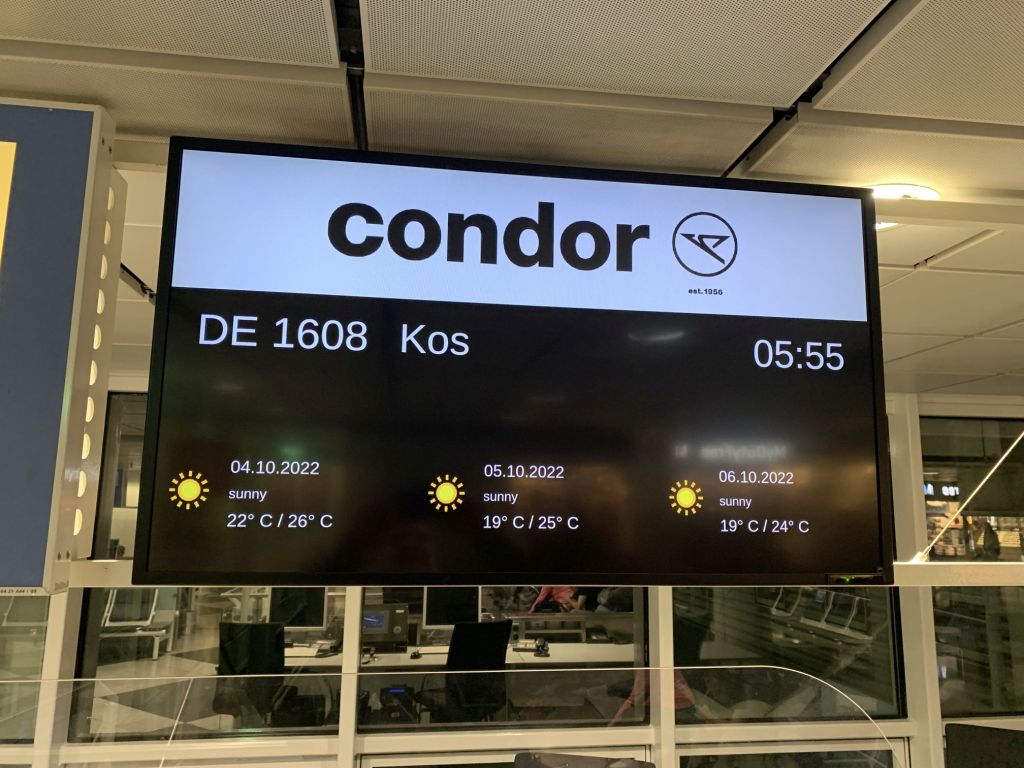 condor
est.1956
DE 1608 Kos 05:55
04.10.2022
sunny
22° C / 26° C
05.10.2022
sunny
19° C / 25° C
06.10.2022
sunny
19° C / 24° C